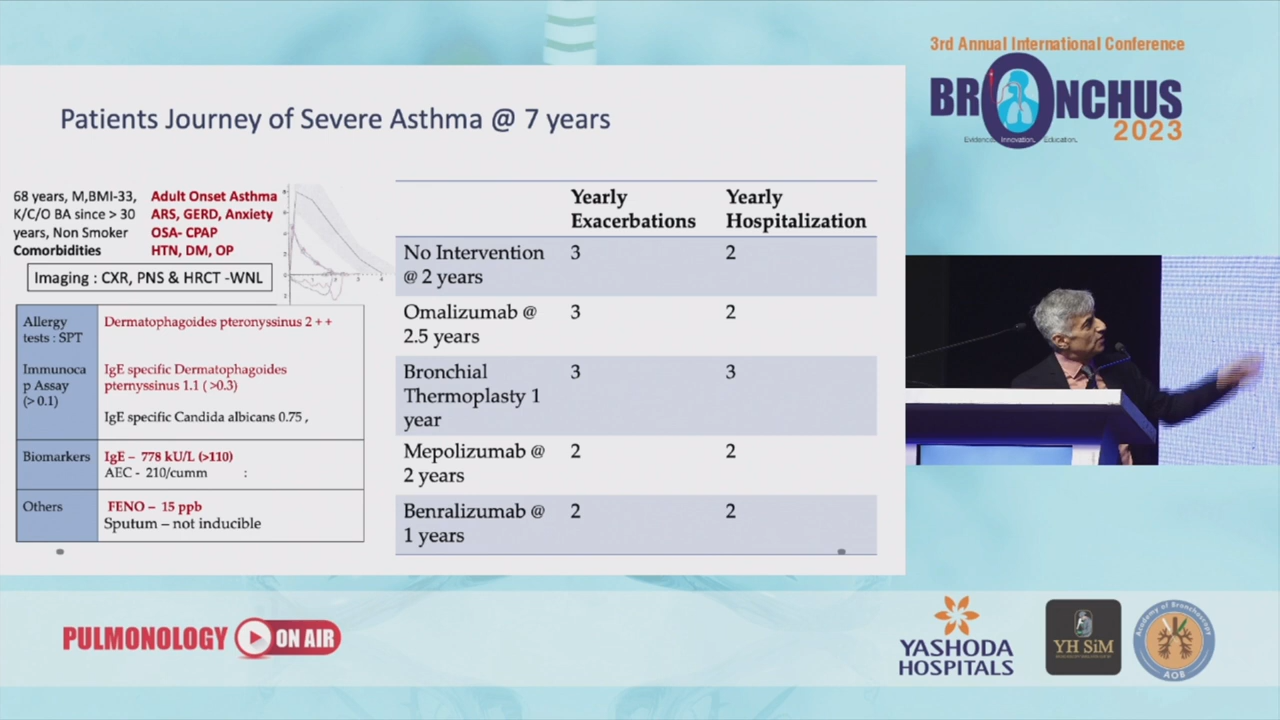 3rd Annual International Conference
BRONCHUS
2023
Evidence. Innovation. Education.
Patients Journey of Severe Asthma @ 7 years
68 years, M,BMI-33,
K/C/O BA since > 30
years, Non Smoker
Comorbidities
Adult Onset Asthma
ARS, GERD, Anxiety
OSA- CPAP
HTN, DM, OP
Imaging : CXR, PNS & HRCT -WNL
Allergy
tests : SPT
Dermatophagoides pteronyssinus 2 + +
Immunoca
p Assay
(> 0.1)
IgE specific Dermatophagoides
pternyssinus 1.1 ( >0.3)
IgE specific Candida albicans 0.75 ,
Biomarkers
IgE – 778 kU/L (>110)
AEC - 210/cumm :
Others
FENO – 15 ppb
Sputum – not inducible
Yearly
Exacerbations
Yearly
Hospitalization
No Intervention
@ 2 years
3
2
Omalizumab @
2.5 years
3
2
Bronchial
Thermoplasty 1
year
3
3
Mepolizumab @
2 years
2
2
Benralizumab @
1 years
2
2
PULMONOLOGY ON AIR
YASHODA
HOSPITALS
YH SiM
Academy of Bronchoscopy
AOB